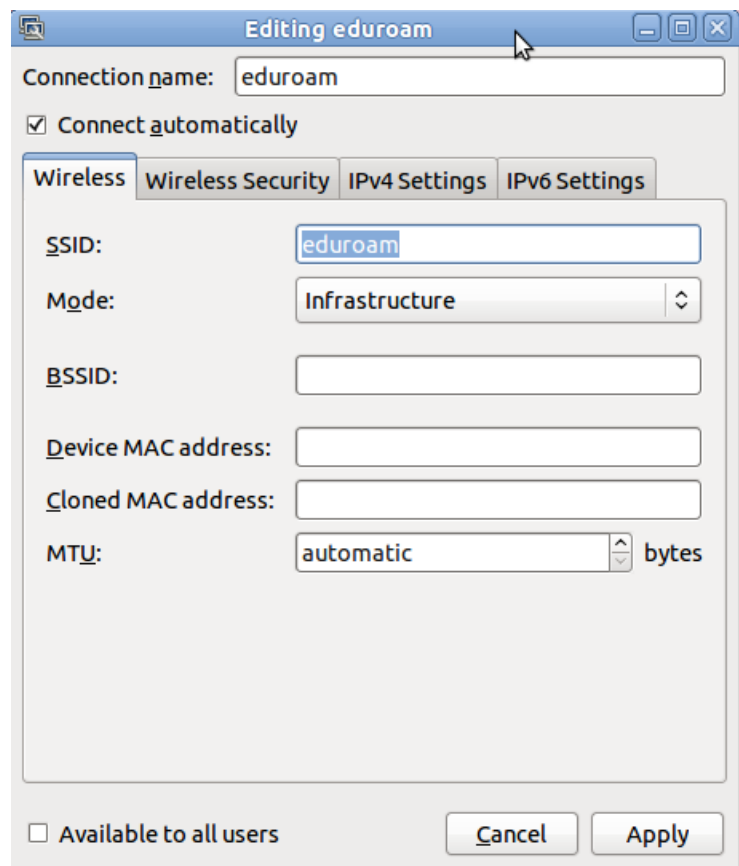 Editing eduroam
Connection name: eduroam
Connect automatically
Wireless Wireless Security IPv4 Settings IPv6 Settings
SSID: eduroam
Mode: Infrastructure
BSSID:
Device MAC address:
Cloned MAC address:
MTU: automatic bytes
Available to all users Cancel Apply